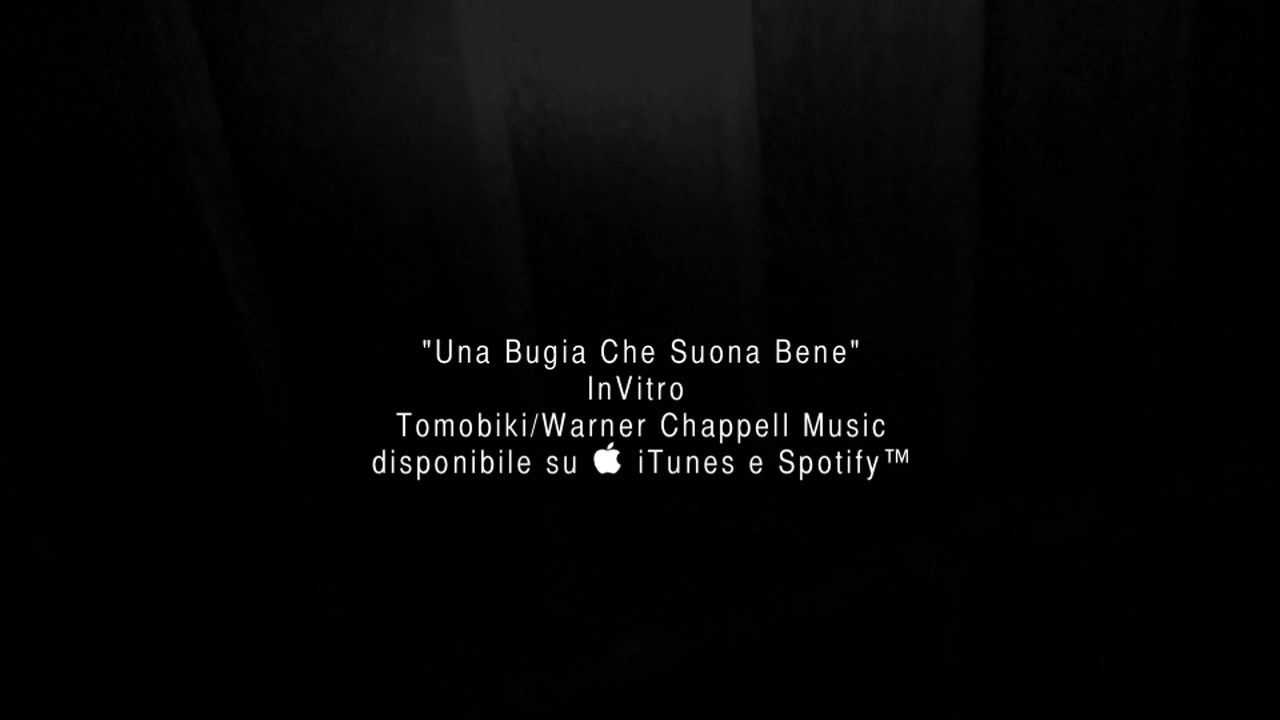 "Una Bugia Che Suona Bene"
InVitro
Tomobiki/Warner Chappell Music
disponibile su iTunes e Spotify™